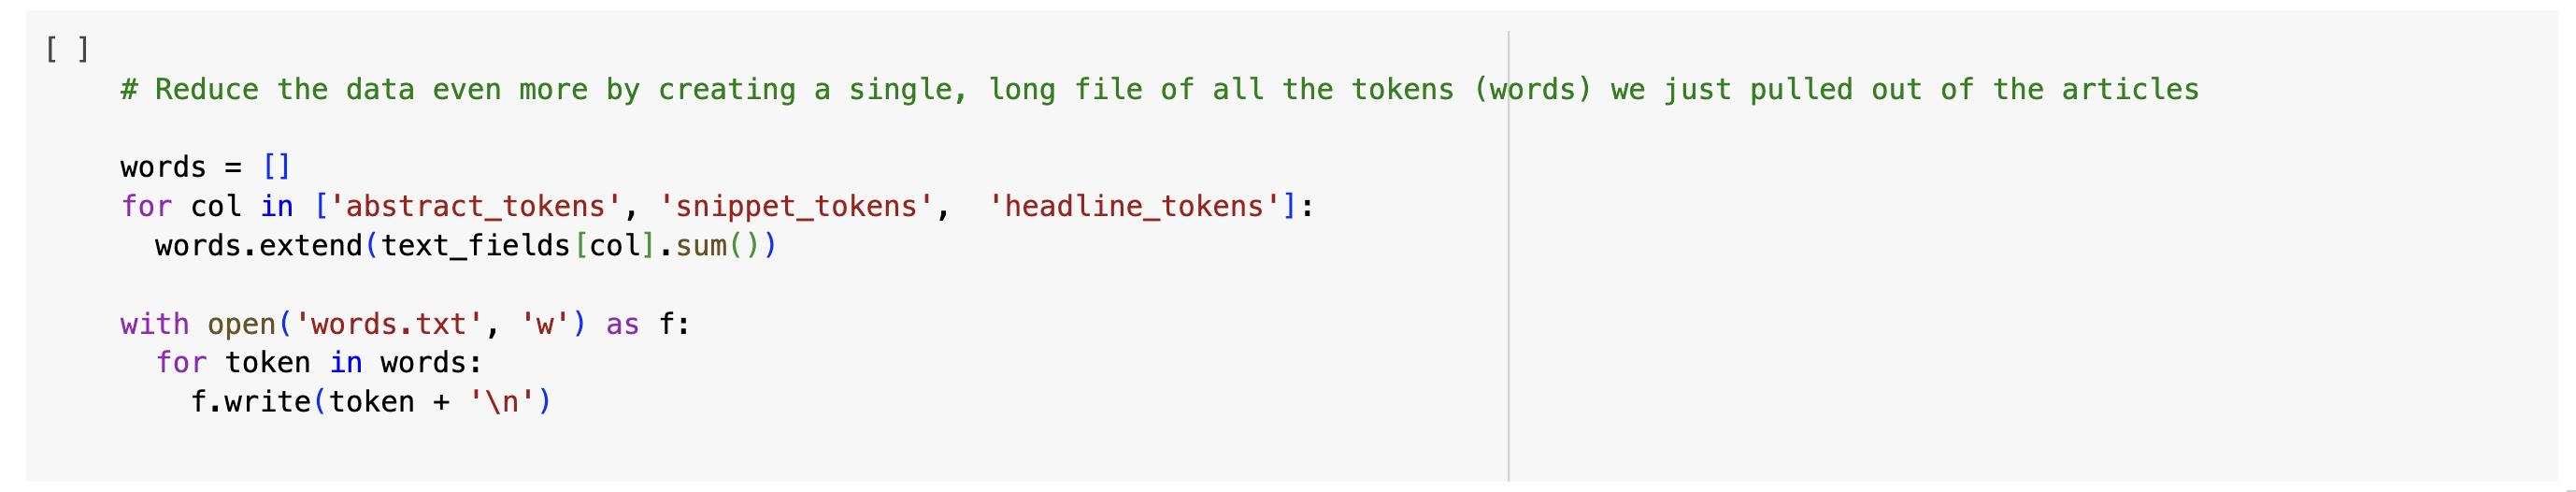 [ ]
# Reduce the data even more by creating a single, long file of all the tokens (words) we just pulled out of the articles
words = []
for col in ['abstract_tokens', 'snippet_tokens',  'headline_tokens']:
  words.extend(text_fields[col].sum())
with open('words.txt', 'w') as f:
  for token in words:
    f.write(token + '\n')